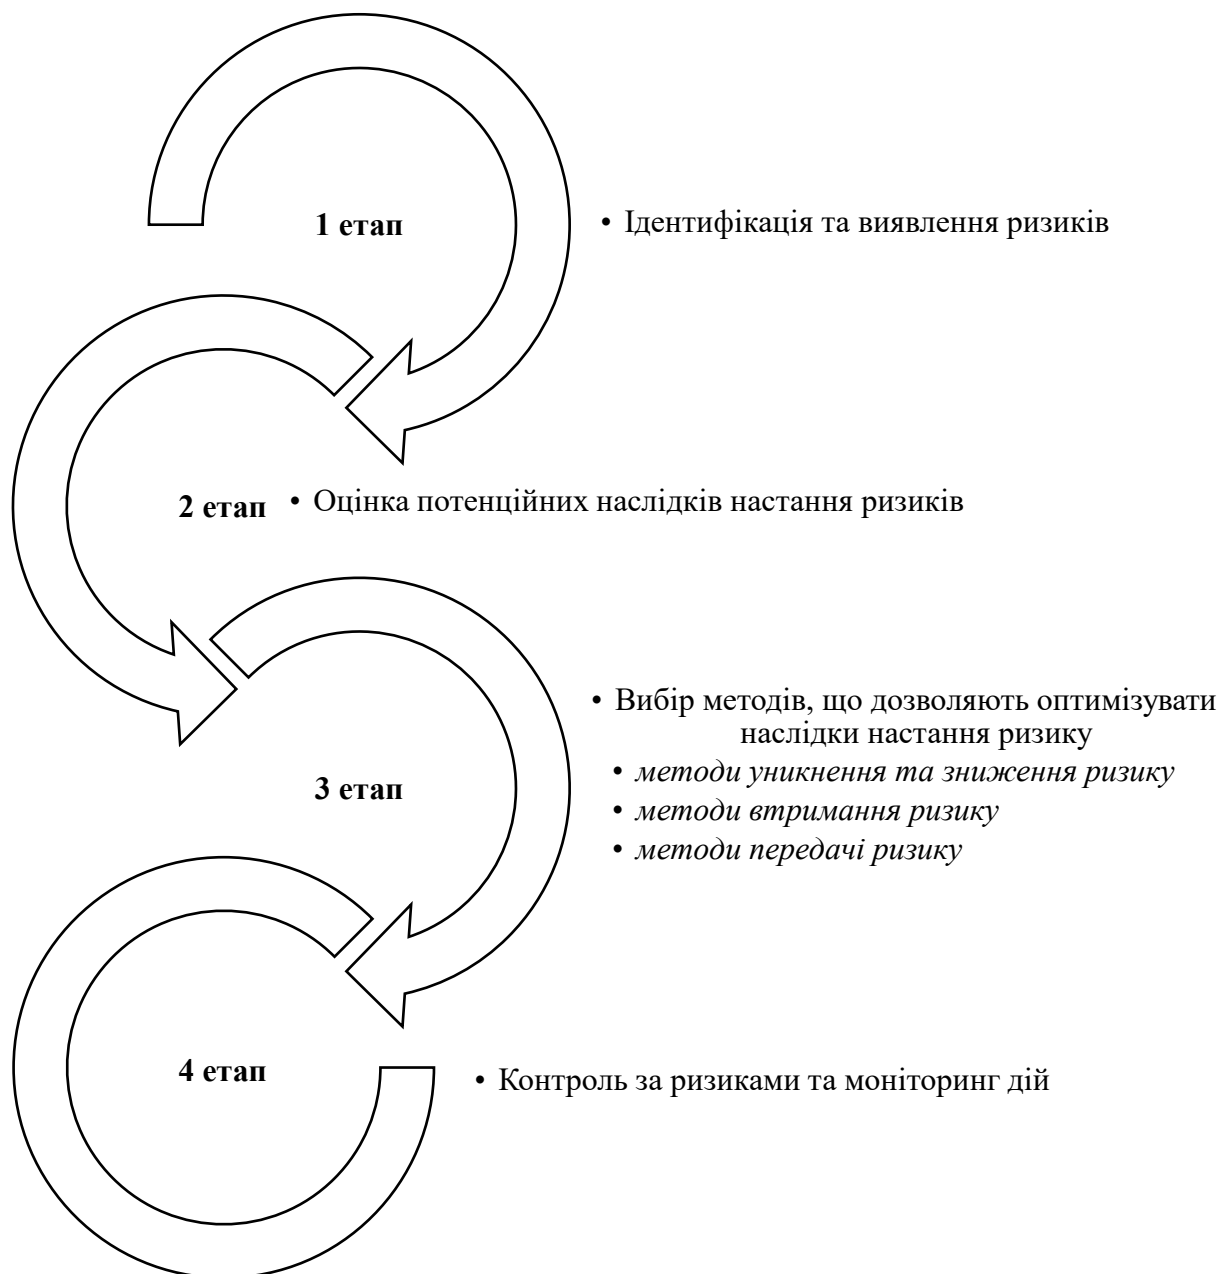 1 етап
• Ідентифікація та виявлення ризиків
2 етап
• Оцінка потенційних наслідків настання ризиків
3 етап
• Вибір методів, що дозволяють оптимізувати
наслідки настання ризику
• методи уникнення та зниження ризику
• методи втримання ризику
• методи передачі ризику
4 етап
• Контроль за ризиками та моніторинг дій